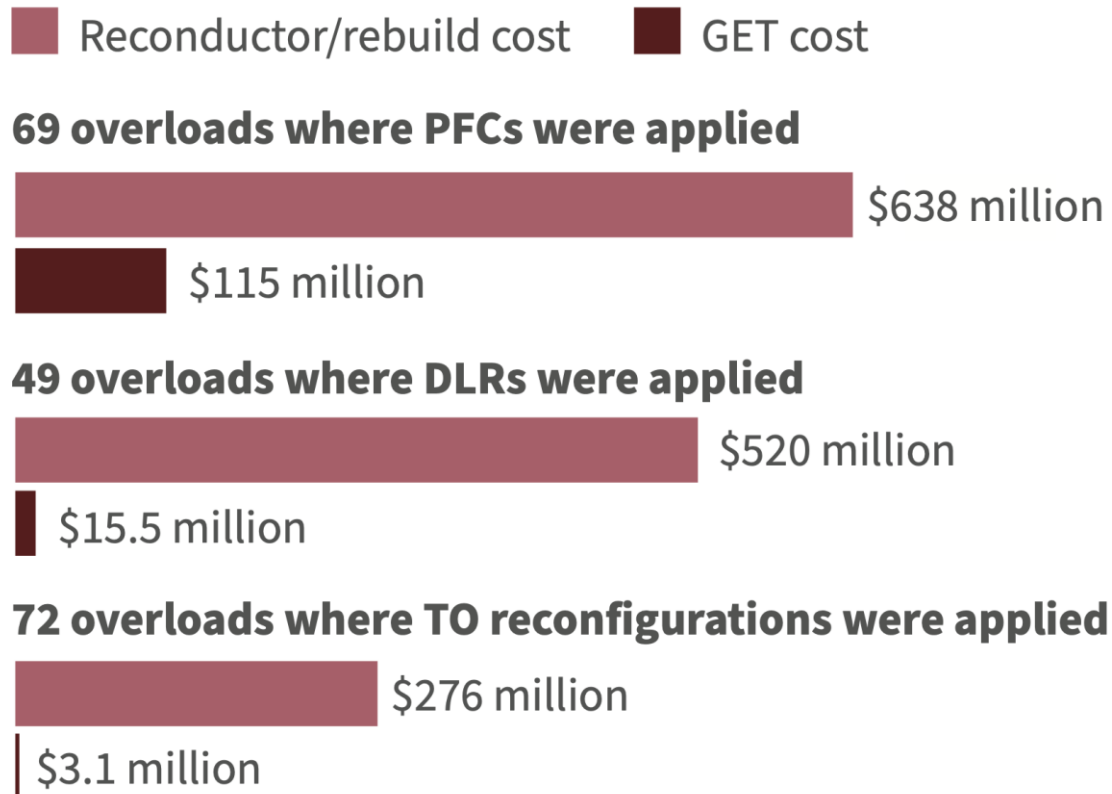 Reconductor/rebuild cost GET cost
69 overloads where PFCs were applied
$638 million
$115 million
49 overloads where DLRs were applied
$520 million
$15.5 million
72 overloads where TO reconfigurations were applied
$276 million
$3.1 million